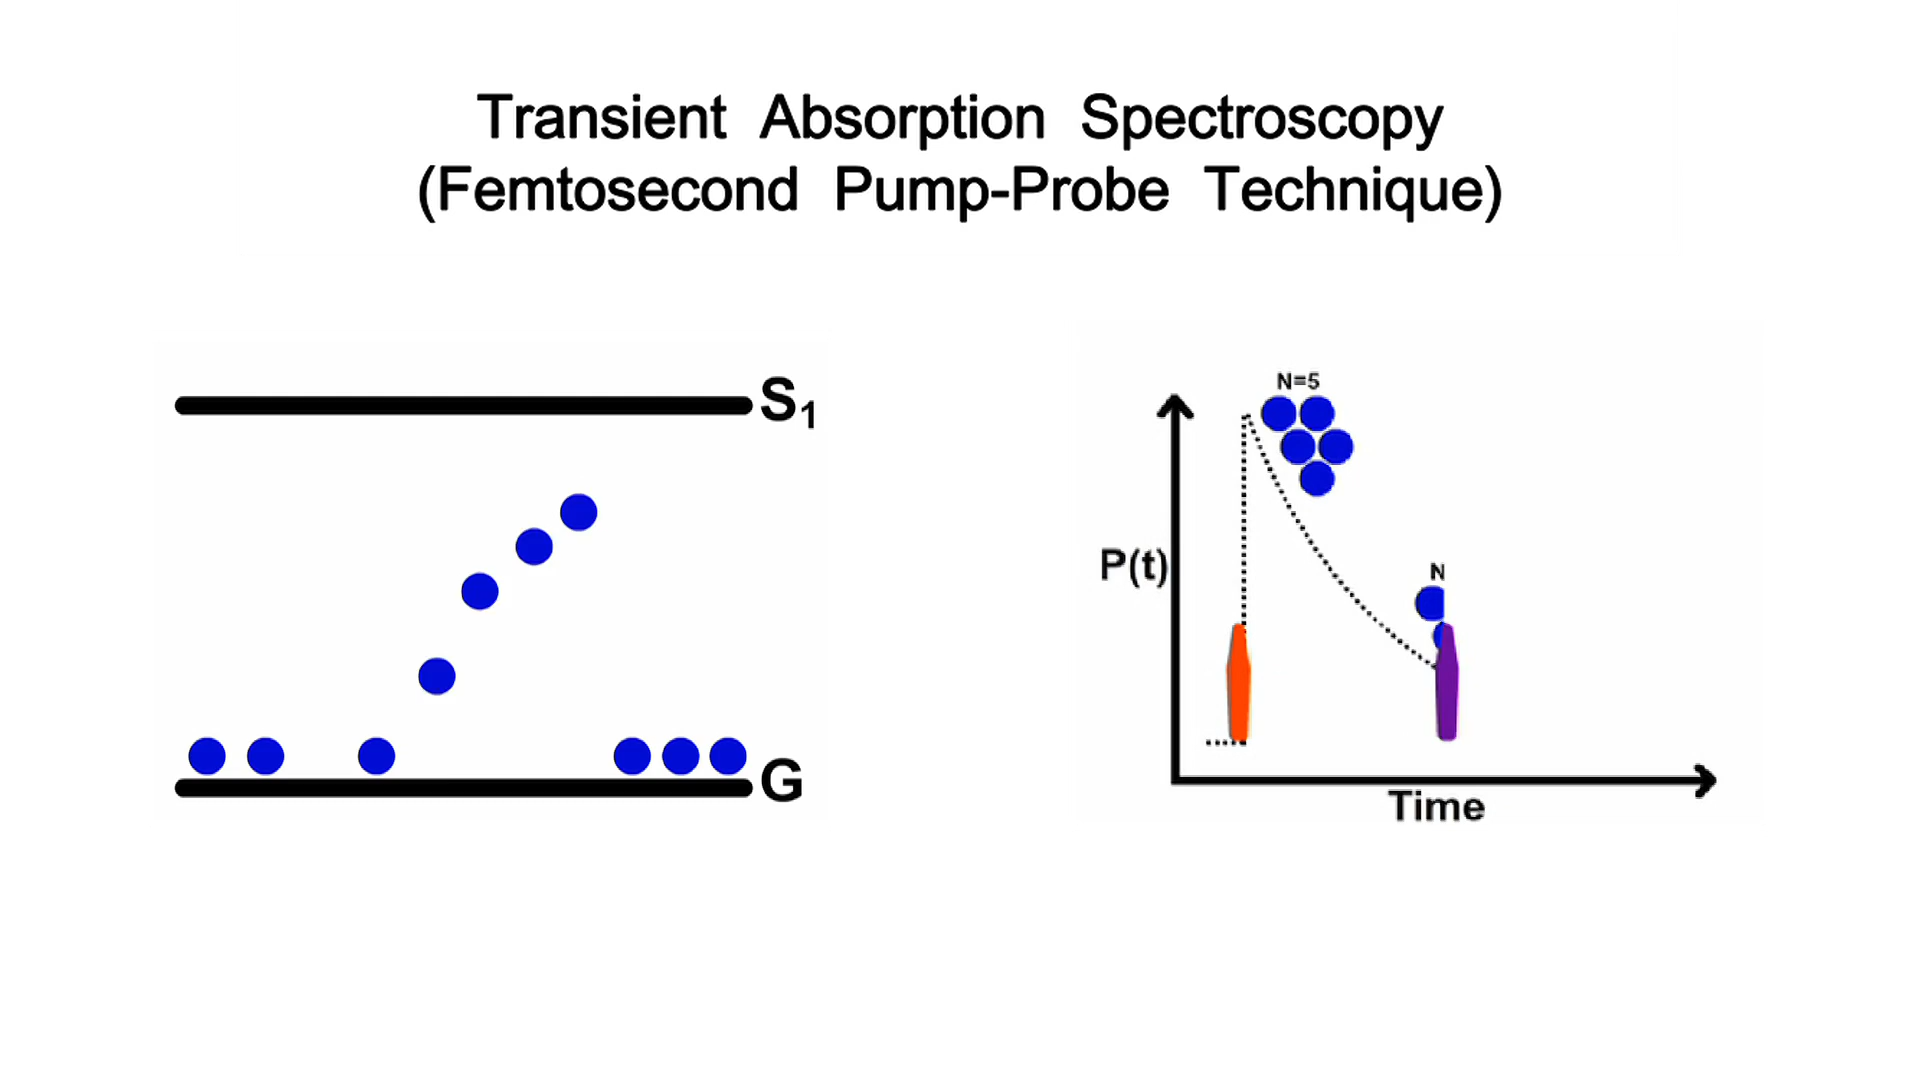 Transient Absorption Spectroscopy
(Femtosecond Pump-Probe Technique)
S₁
G
N=5
P(t)
N
Time